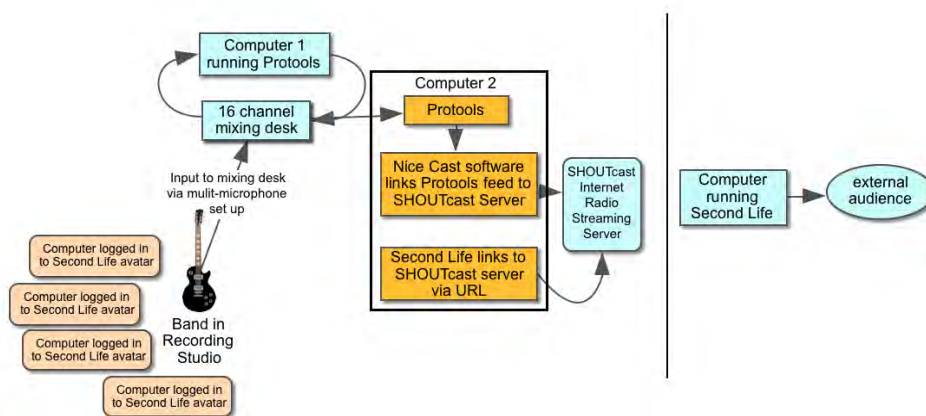 Computer 1
running Protools
16 channel
mixing desk
Input to mixing desk
via mulit-microphone
set up
Computer logged in
to Second Life avatar
Computer logged in
to Second Life avatar
Computer logged in
to Second Life avatar
Computer logged in
to Second Life avatar
Band in
Recording
Studio
Computer 2
Protools
Nice Cast software
links Protools feed to
SHOUTcast Server
Second Life links to
SHOUTcast server
via URL
SHOUTcast
Internet
Radio
Streaming
Server
Computer
running
Second Life
external
audience